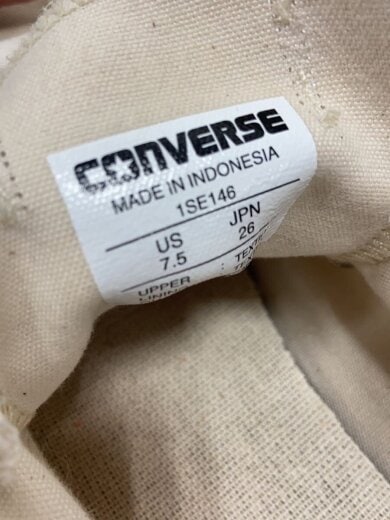 CONVERSE
MADE IN INDONESIA
1SE146
US JPN
7.5 26
UPPER :